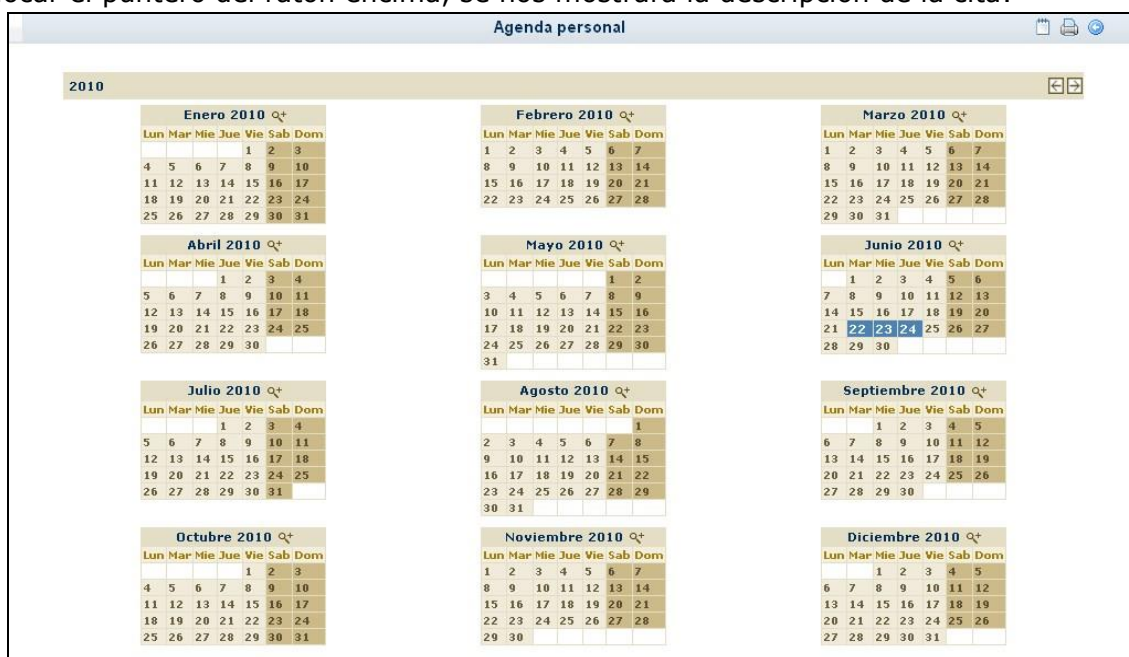 ocar el puntero del ratón encima, se nos mostrará la descripción de la cita.
Agenda personal
2010
Enero 2010
Lun Mar Mie Jue Vie Sab Dom
1 2 3
4 5 6 7 8 9 10
11 12 13 14 15 16 17
18 19 20 21 22 23 24
25 26 27 28 29 30 31
Febrero 2010
Lun Mar Mie Jue Vie Sab Dom
1 2 3 4 5 6 7
8 9 10 11 12 13 14
15 16 17 18 19 20 21
22 23 24 25 26 27 28
Marzo 2010
Lun Mar Mie Jue Vie Sab Dom
1 2 3 4 5 6 7
8 9 10 11 12 13 14
15 16 17 18 19 20 21
22 23 24 25 26 27 28
29 30 31
Abril 2010
Lun Mar Mie Jue Vie Sab Dom
1 2 3 4
5 6 7 8 9 10 11
12 13 14 15 16 17 18
19 20 21 22 23 24 25
26 27 28 29 30
Mayo 2010
Lun Mar Mie Jue Vie Sab Dom
1 2
3 4 5 6 7 8 9
10 11 12 13 14 15 16
17 18 19 20 21 22 23
24 25 26 27 28 29 30
31
Junio 2010
Lun Mar Mie Jue Vie Sab Dom
1 2 3 4 5 6
7 8 9 10 11 12 13
14 15 16 17 18 19 20
21 22 23 24 25 26 27
28 29 30
Julio 2010
Lun Mar Mie Jue Vie Sab Dom
1 2 3 4
5 6 7 8 9 10 11
12 13 14 15 16 17 18
19 20 21 22 23 24 25
26 27 28 29 30 31
Agosto 2010
Lun Mar Mie Jue Vie Sab Dom
1
2 3 4 5 6 7 8
9 10 11 12 13 14 15
16 17 18 19 20 21 22
23 24 25 26 27 28 29
30 31
Septiembre 2010
Lun Mar Mie Jue Vie Sab Dom
1 2 3 4 5
6 7 8 9 10 11 12
13 14 15 16 17 18 19
20 21 22 23 24 25 26
27 28 29 30
Octubre 2010
Lun Mar Mie Jue Vie Sab Dom
1 2 3
4 5 6 7 8 9 10
11 12 13 14 15 16 17
18 19 20 21 22 23 24
25 26 27 28 29 30 31
Noviembre 2010
Lun Mar Mie Jue Vie Sab Dom
1 2 3 4 5 6 7
8 9 10 11 12 13 14
15 16 17 18 19 20 21
22 23 24 25 26 27 28
29 30
Diciembre 2010
Lun Mar Mie Jue Vie Sab Dom
1 2 3 4 5
6 7 8 9 10 11 12
13 14 15 16 17 18 19
20 21 22 23 24 25 26
27 28 29 30 31